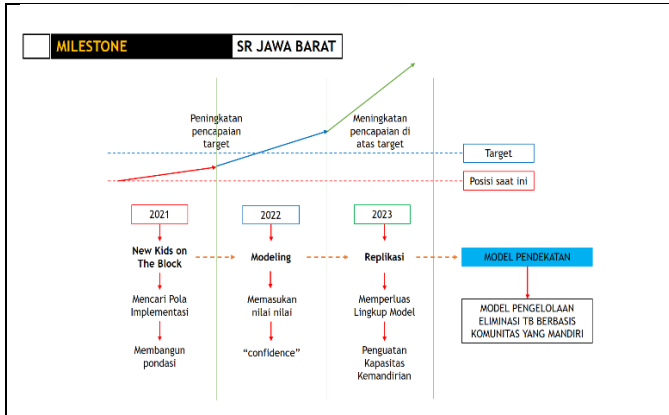 MILESTONE
SR JAWA BARAT
Peningkatan
pencapaian
target
Meningkatan
pencapaian di
atas target
Target
Posisi saat ini
2021
2022
2023
New Kids on
The Block
Modeling
Replikasi
MODEL PENDEKATAN
Mencari Pola
Implementasi
Memasukan
nilai nilai
Memperluas
Lingkup Model
MODEL PENGELOLAAN
ELIMINASI TB BERBASIS
KOMUNITAS YANG MANDIRI
Membangun
pondasi
“confidence”
Penguatan
Kapasitas
Kemandirian